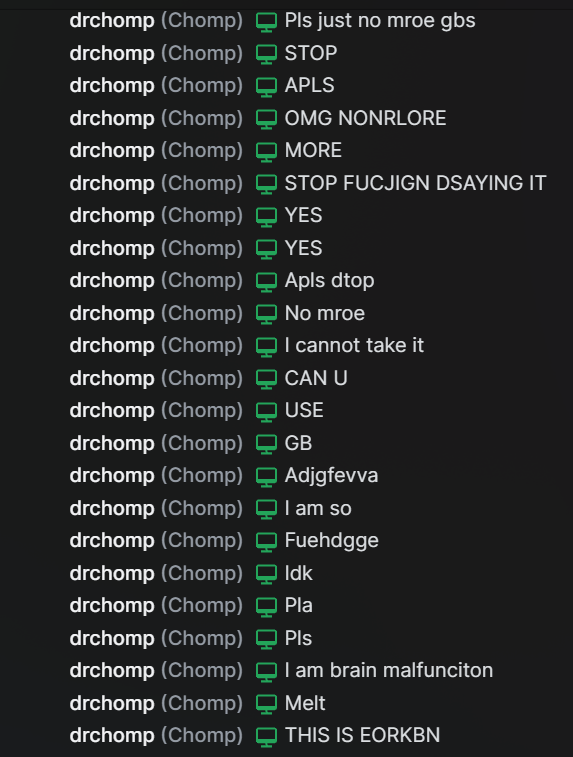 drchomp (Chomp) Pls just no mroe gbs
drchomp (Chomp) STOP
drchomp (Chomp) APLS
drchomp (Chomp) OMG NONRLORE
drchomp (Chomp) MORE
drchomp (Chomp) STOP FUCJIGN DSAYING IT
drchomp (Chomp) YES
drchomp (Chomp) YES
drchomp (Chomp) Apls dtop
drchomp (Chomp) No mroe
drchomp (Chomp) I cannot take it
drchomp (Chomp) CAN U
drchomp (Chomp) USE
drchomp (Chomp) GB
drchomp (Chomp) Adjgfevva
drchomp (Chomp) I am so
drchomp (Chomp) Fuehdgge
drchomp (Chomp) Idk
drchomp (Chomp) Pla
drchomp (Chomp) Pls
drchomp (Chomp) I am brain malfunciton
drchomp (Chomp) Melt
drchomp (Chomp) THIS IS EORKBN